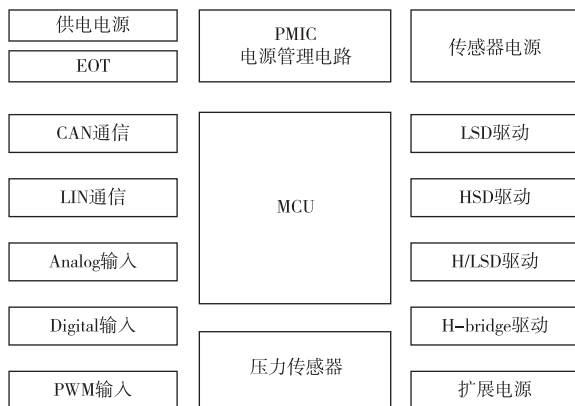 供电电源
EOT
CAN通信
LIN通信
Analog输入
Digital输入
PWM输入
PMIC
电源管理电路
MCU
压力传感器
传感器电源
LSD驱动
HSD驱动
H/LSD驱动
H-bridge驱动
扩展电源